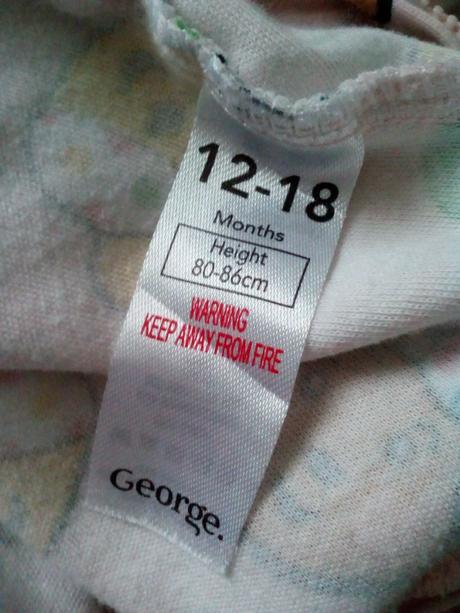 12-18
Months
Height
80-86cm
WARNING
KEEP AWAY FROM FIRE
George.